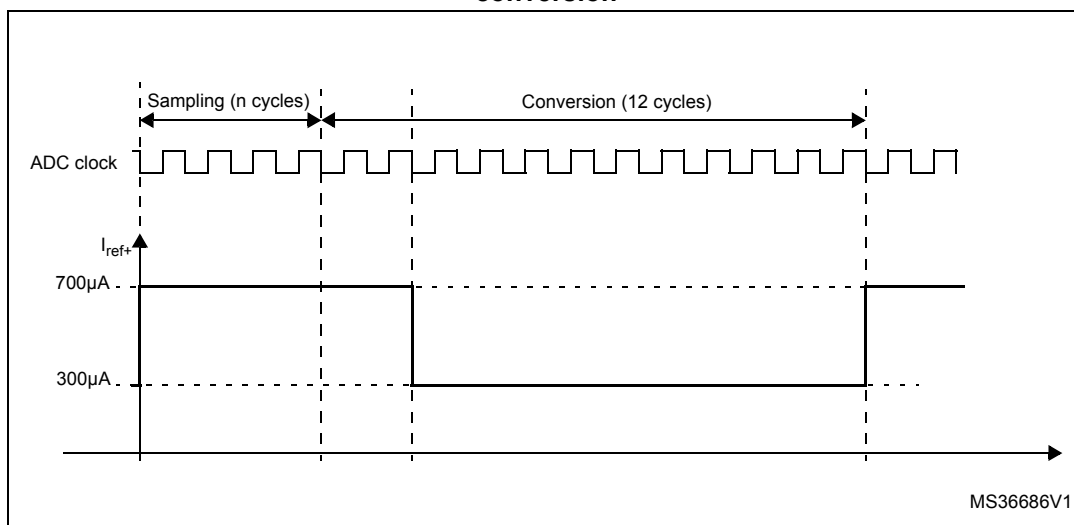 conversion
Sampling (n cycles)
Conversion (12 cycles)
ADC clock
Iref+
700µA
300µA
MS36686V1